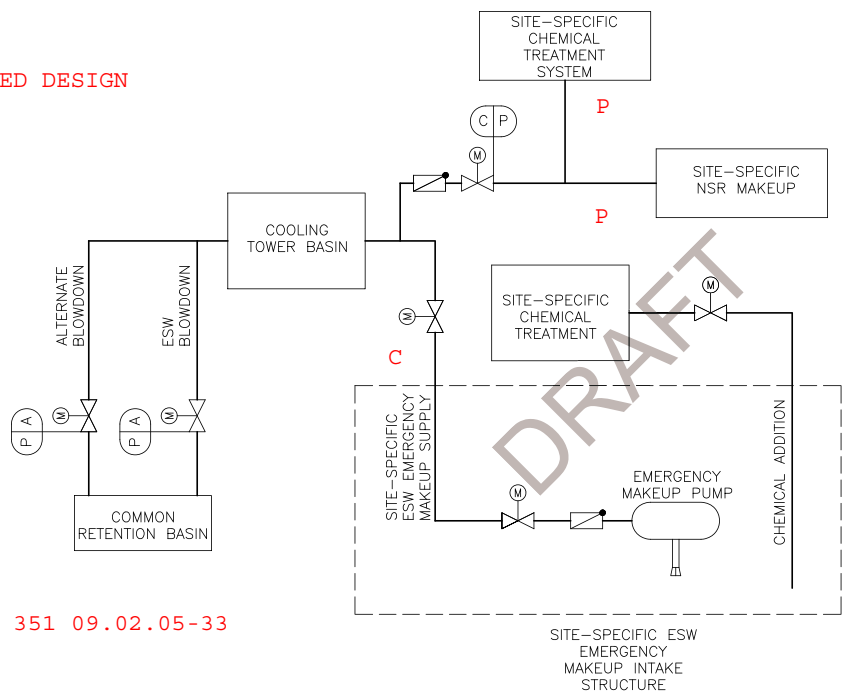 SITE-SPECIFIC
CHEMICAL
TREATMENT
SYSTEM
ED DESIGN
P
C P
M
SITE-SPECIFIC
NSR MAKEUP
P
COOLING
TOWER BASIN
ALTERNATE
BLOWDOWN
ESW
BLOWDOWN
SITE-SPECIFIC
CHEMICAL
TREATMENT
M
M
C
DRAFT
P A
M
P A
M
SITE-SPECIFIC
ESW EMERGENCY
MAKEUP SUPPLY
EMERGENCY
MAKEUP PUMP
M
CHEMICAL ADDITION
COMMON
RETENTION BASIN
351 09.02.05-33
SITE-SPECIFIC ESW
EMERGENCY
MAKEUP INTAKE
STRUCTURE